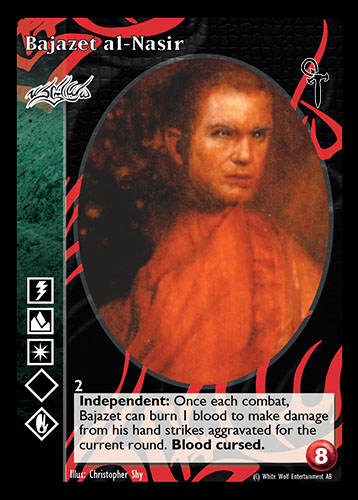 Bajazet al-Nasir
2
Independent: Once each combat,
Bajazet can burn 1 blood to make damage
from his hand strikes aggravated for the
current round. Blood cursed.
8
Illus: Christopher Shy
(C) White Wolf Entertainment AB